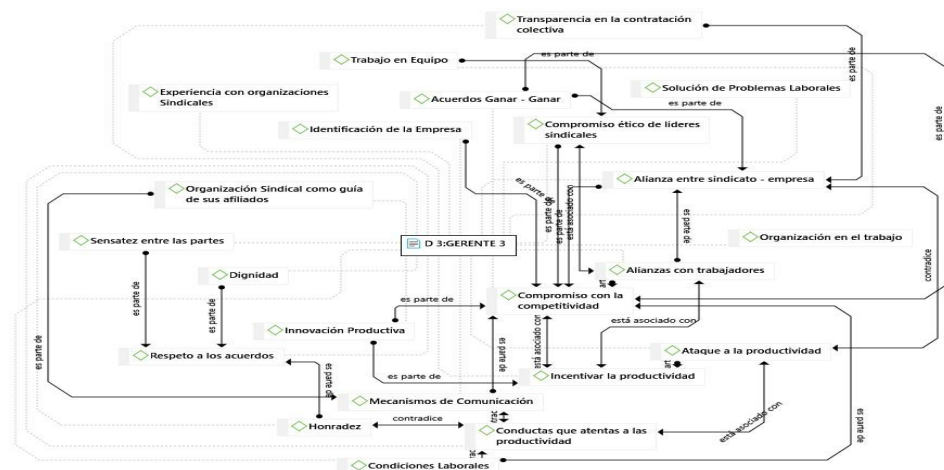 Transparencia en la contratación
colectiva
es parte de
es parte de
Trabajo en Equipo
Solución de Problemas Laborales
Experiencia con organizaciones
Sindicales
Acuerdos Ganar - Ganar
es parte de
es parte de
Identificación de la Empresa
Compromiso ético de lideres
sindicales
Organización Sindical como guía
de sus afiliados
es parte
es parte de
es parte de
está asociado con
Alianza entre sindicato - empresa
es parte de
Sensatez entre las partes
D 3:GERENTE 3
Organización en el trabajo
Dignidad
Alianzas con trabajadores
contradice
es parte de
es parte de
es parte de
Compromiso con la
competitividad
Innovación Productiva
está asociado con
está asociado con
es parte de
es parte de
Respeto a los acuerdos
Ataque a la productividad
es parte de
es parte de
Incentivar la productividad
es parte de
Mecanismos de Comunicación
contradice
Honradez
Conductas que atentas a las
productividad
está asociado con
es parte de
Condiciones Laborales